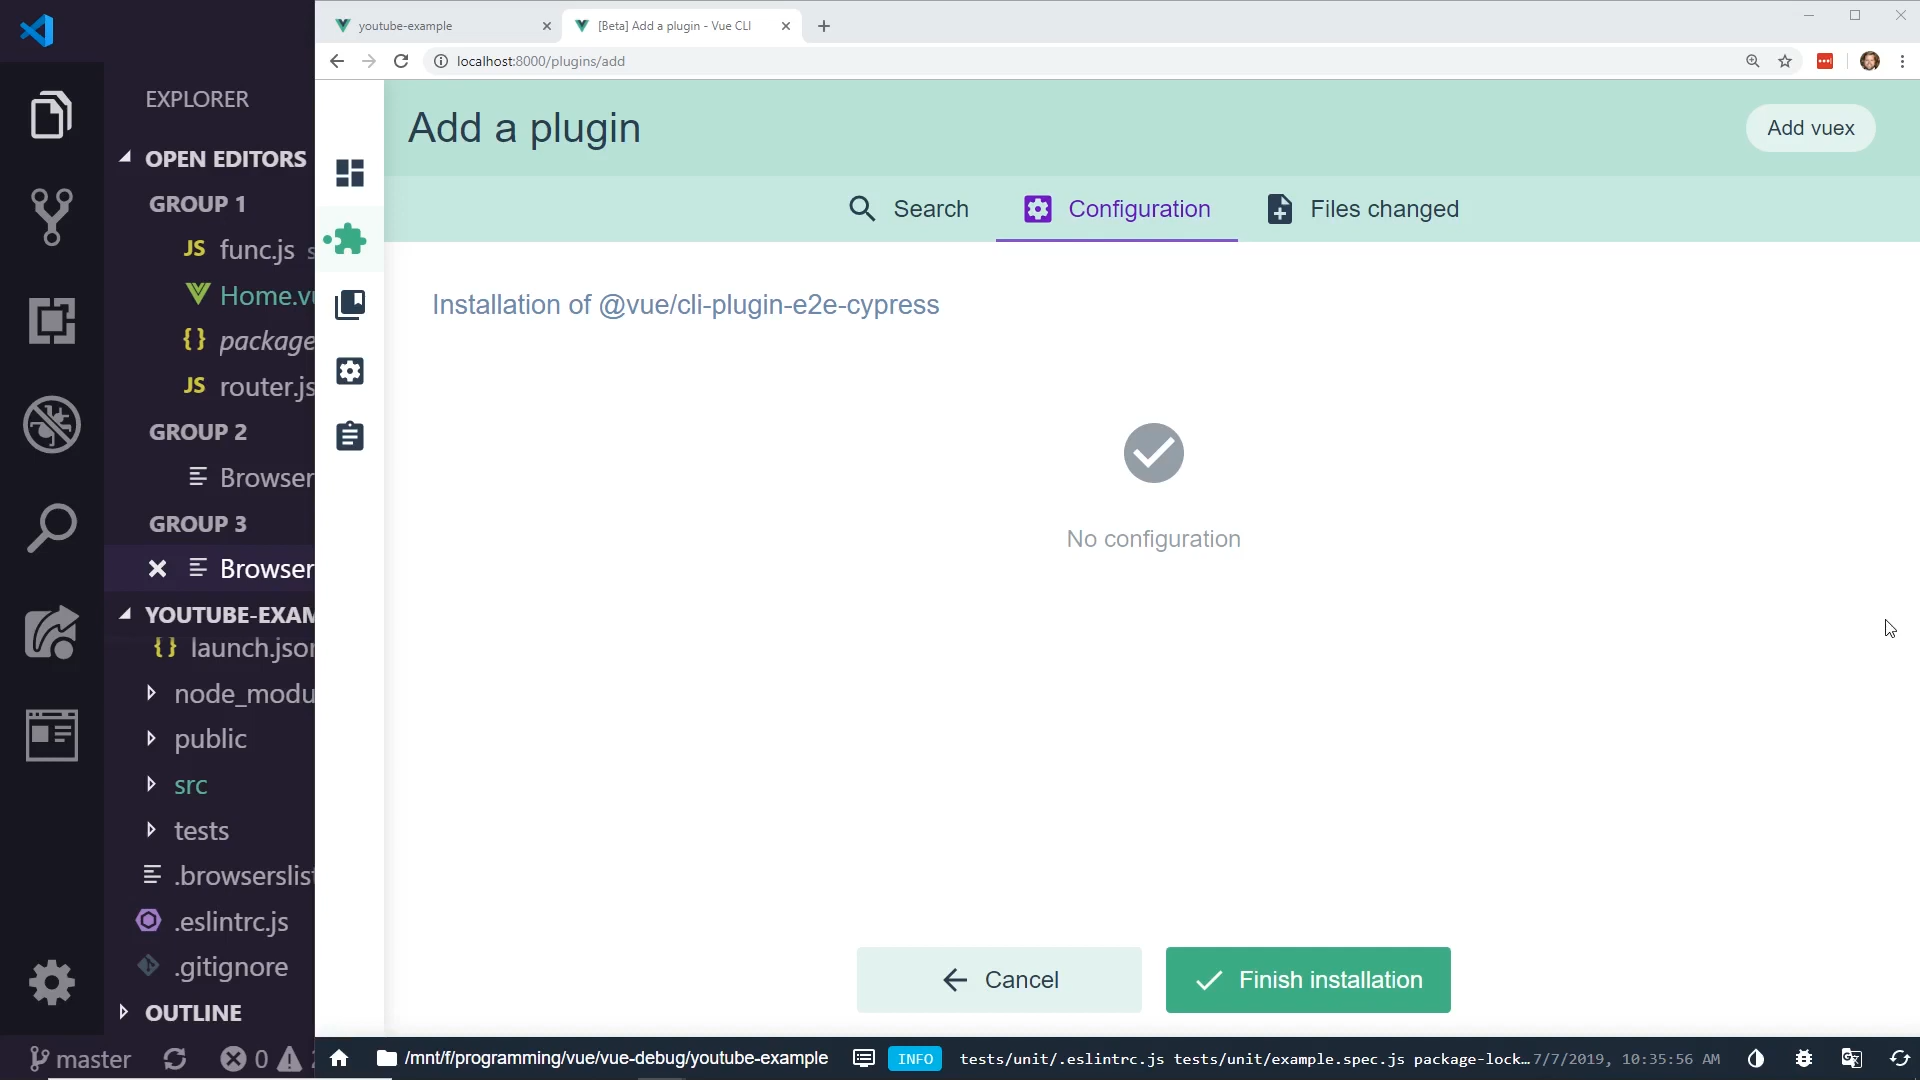 youtube-example
[Beta] Add a plugin - Vue CLI
localhost:8000/plugins/add
EXPLORER
OPEN EDITORS
GROUP 1
JS func.js s
Home.vu
{} package
JS router.js
GROUP 2
Browser
GROUP 3
Browser
YOUTUBE-EXAM
{} launch.json
node_modu
public
src
tests
.browserslist
.eslintrc.js
.gitignore
OUTLINE
master
0
Add a plugin
Add vuex
Search
Configuration
Files changed
Installation of @vue/cli-plugin-e2e-cypress
No configuration
Cancel
Finish installation
/mnt/f/programming/vue/vue-debug/youtube-example
INFO
tests/unit/.eslintrc.js tests/unit/example.spec.js package-lock…
7/7/2019, 10:35:56 AM